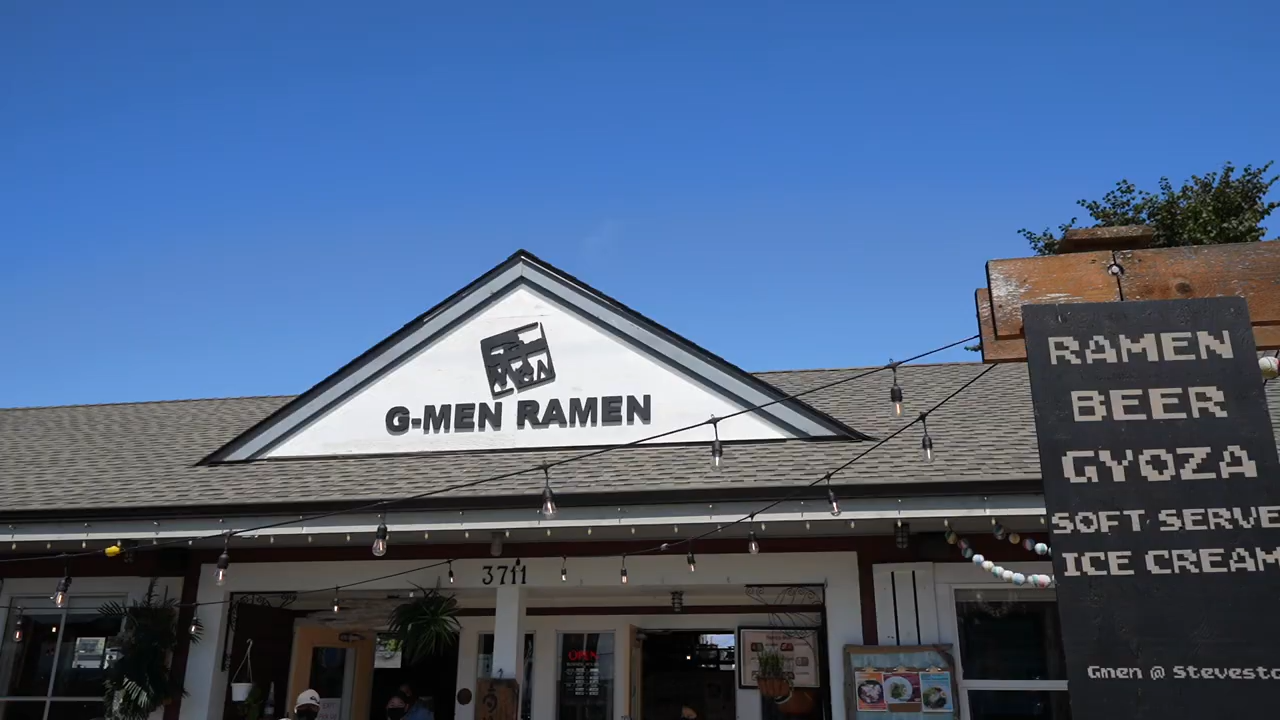 G-MEN RAMEN
3711
OPEN
RAMEN
BEER
GYOZA
SOFT SERVE
ICE CREAM
Gmen @ Stevesto